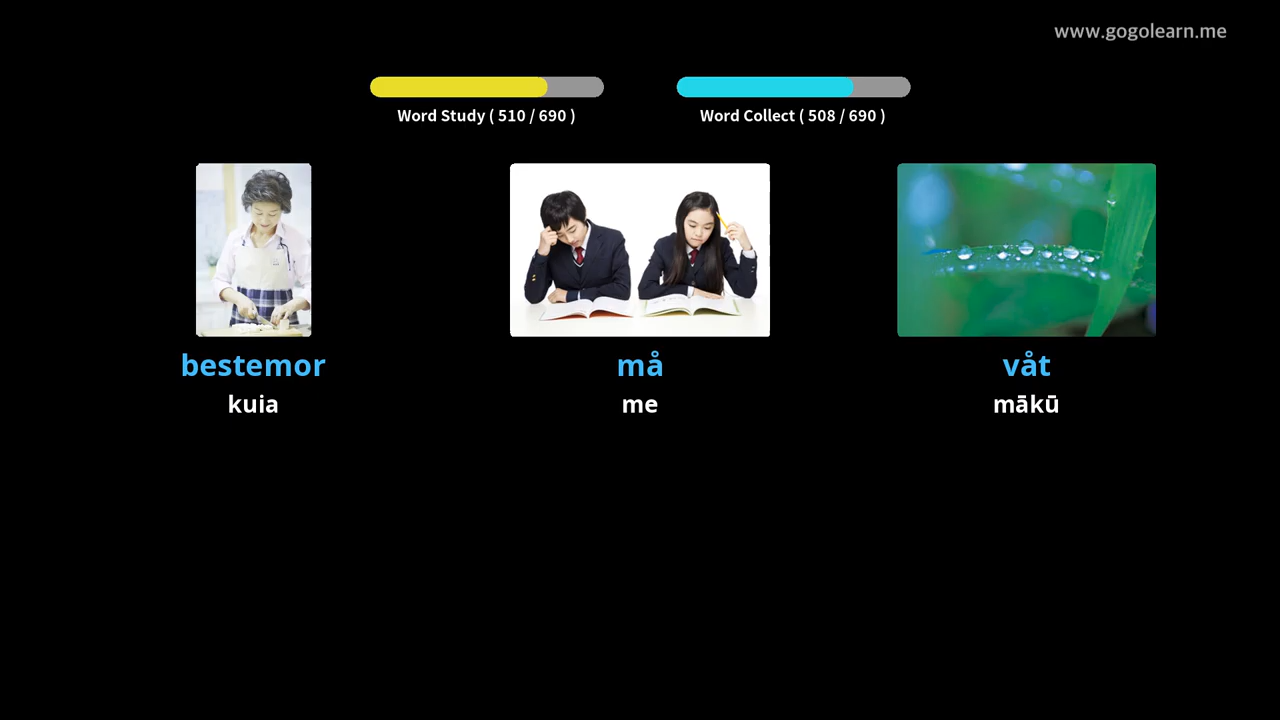 www.gogolearn.me
Word Study ( 510 / 690 )
Word Collect ( 508 / 690 )
bestemor
må
våt
kuia
me
mākū